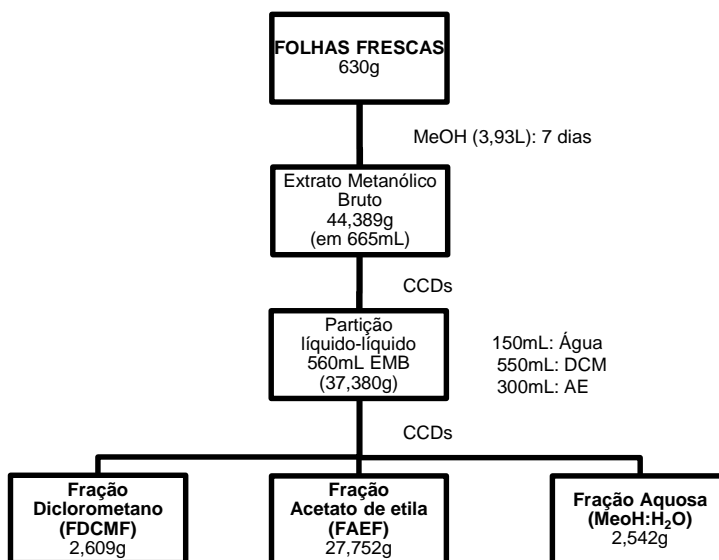 FOLHAS FRESCAS
630g
MeOH (3,93L): 7 dias
Extrato Metanólico
Bruto
44,389g
(em 665mL)
CCDs
Partição
líquido-líquido
560mL EMB
(37,380g)
150mL: Água
550mL: DCM
300mL: AE
CCDs
Fração
Diclorometano
(FDCMF)
2,609g
Fração
Acetato de etila
(FAEF)
27,752g
Fração Aquosa
(MeoH:H₂O)
2,542g